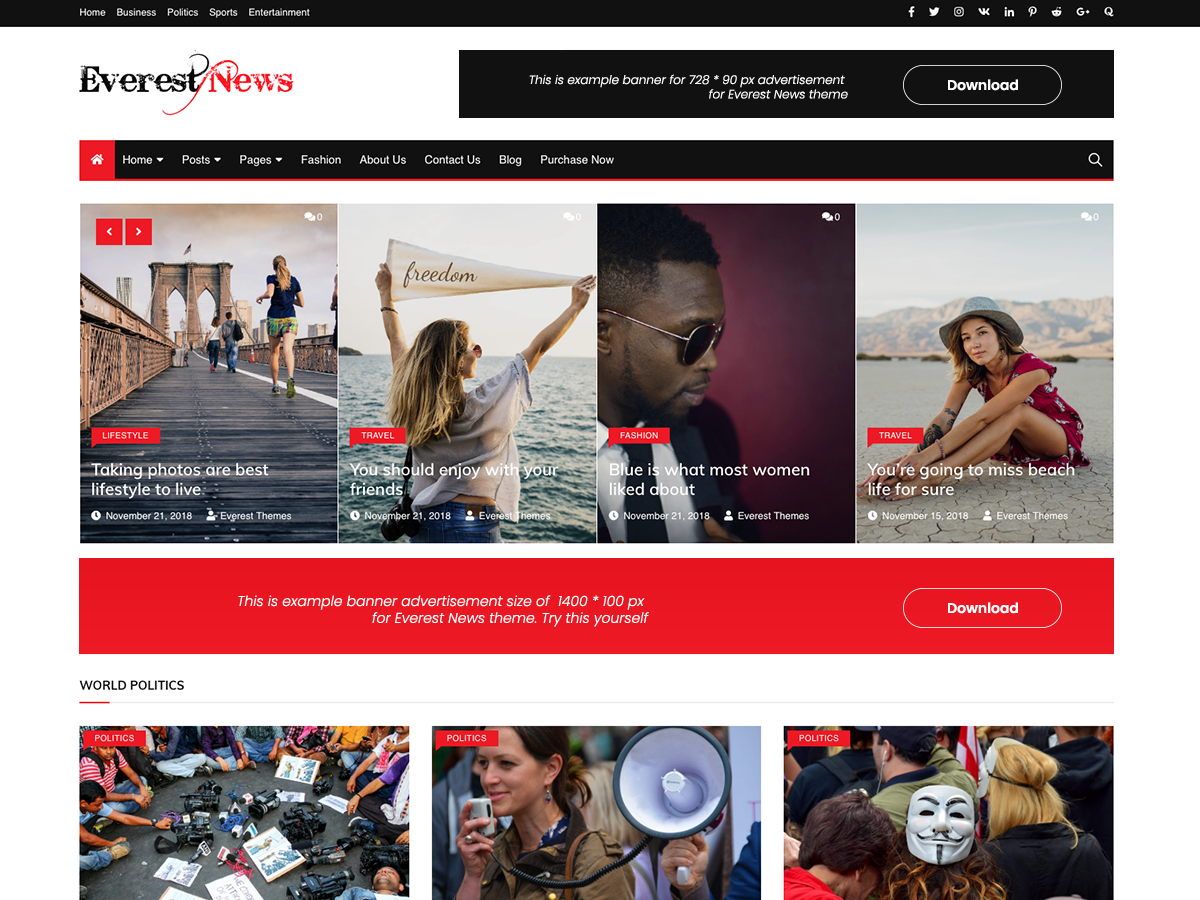 Home Business Politics Sports Entertainment
Everest News
This is example banner for 728 * 90 px advertisement
for Everest News theme
Download
Home Posts Pages Fashion About Us Contact Us Blog Purchase Now
0
0
0
0
freedom
LIFESTYLE
Taking photos are best
lifestyle to live
November 21, 2018 Everest Themes
TRAVEL
You should enjoy with your
friends
November 21, 2018 Everest Themes
FASHION
Blue is what most women
liked about
November 21, 2018 Everest Themes
TRAVEL
You're going to miss beach
life for sure
November 15, 2018 Everest Themes
This is example banner advertisement size of 1400 * 100 px
for Everest News theme. Try this yourself
Download
WORLD POLITICS
POLITICS
POLITICS
POLITICS